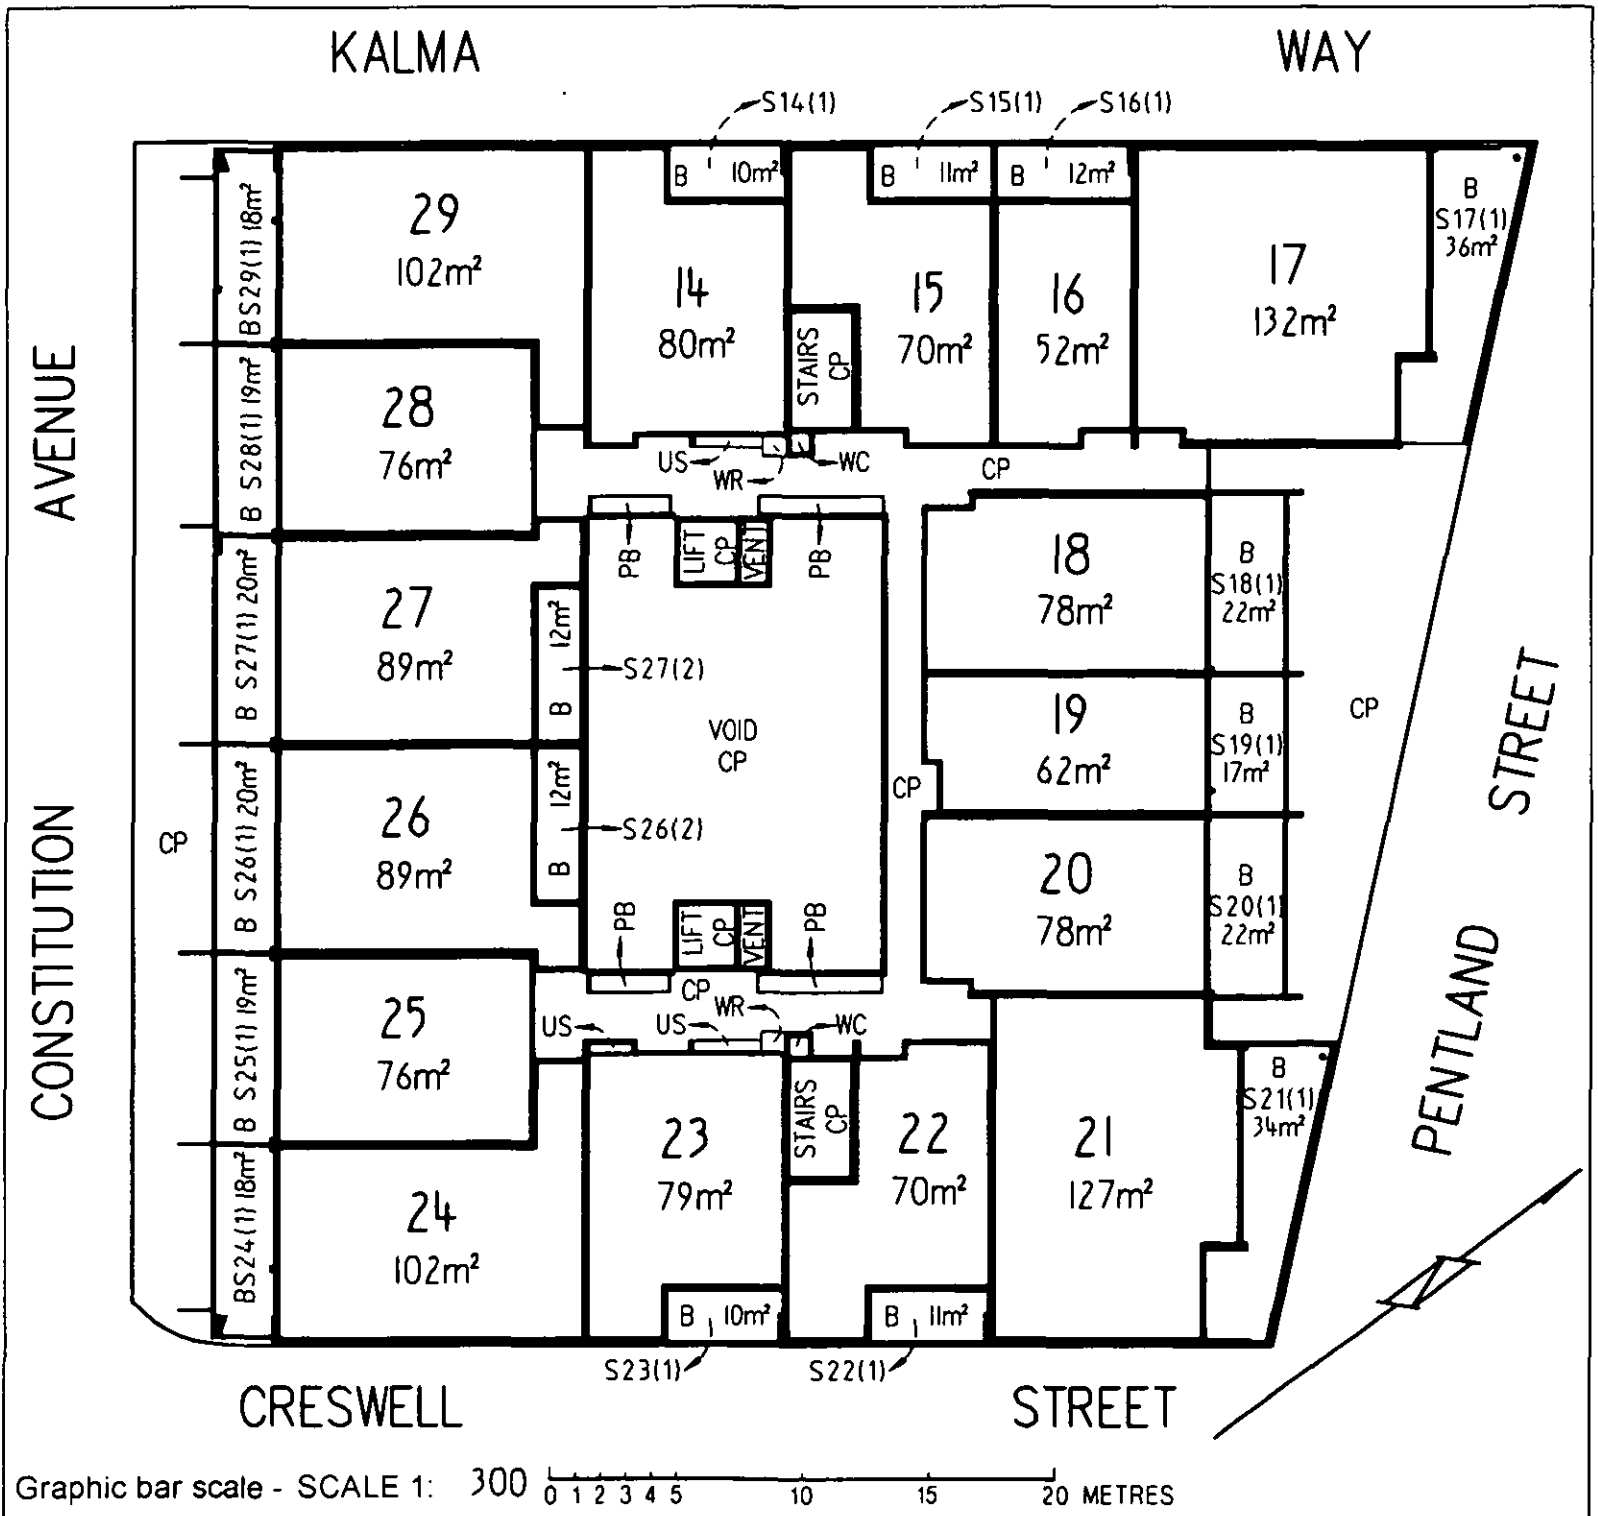 KALMA WAY
S14(1)
S15(1)
S16(1)
B 10m²
B 11m²
B 12m²
B
S17(1)
36m²
29
102m²
BS29(1) 18m²
14
80m²
STAIRS
CP
15
70m²
16
52m²
17
132m²
AVENUE
28
76m²
B S28(1) 19m²
US
WR
WC
CP
PB
LIFT
CP
VENT
PB
18
78m²
B
S18(1)
22m²
27
89m²
B S27(1) 20m²
B 12m²
S27(2)
VOID
CP
19
62m²
B
S19(1)
17m²
CP
STREET
CP
CONSTITUTION
CP
26
89m²
B S26(1) 20m²
B 12m²
S26(2)
20
78m²
B
S20(1)
22m²
PB
LIFT
CP
VENT
PB
CP
PENTLAND
25
76m²
B S25(1) 19m²
US
US
WR
WC
23
79m²
STAIRS
CP
22
70m²
21
127m²
B
S21(1)
34m²
24
102m²
BS24(1) 18m²
B 10m²
B 11m²
S23(1)
S22(1)
CRESWELL STREET
Graphic bar scale - SCALE 1: 300
0 1 2 3 4 5 10 15 20 METRES